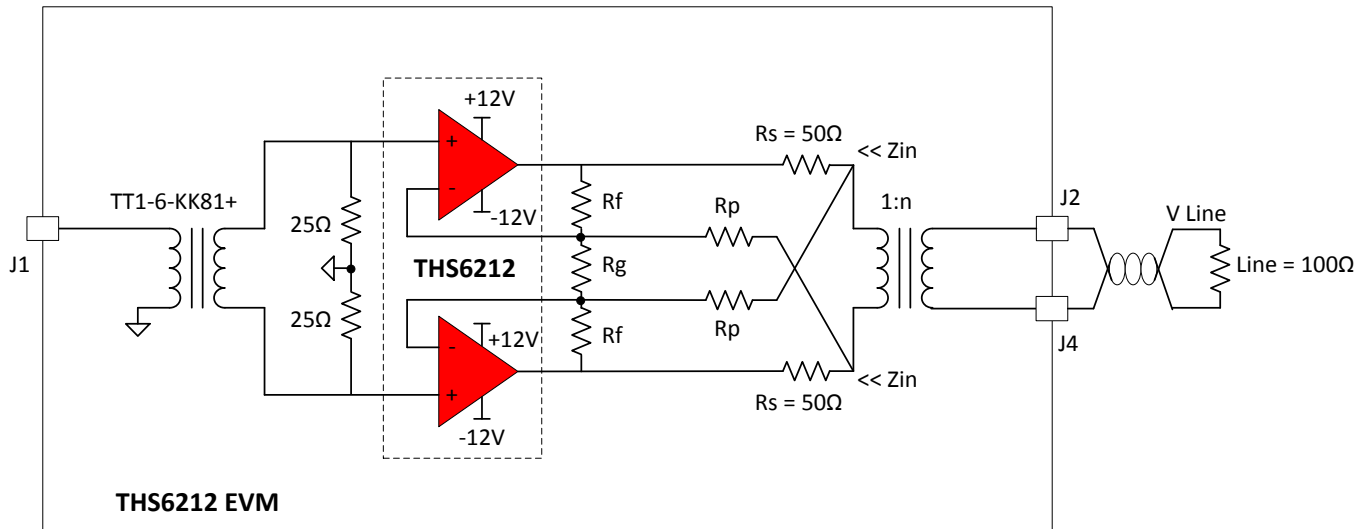 +12V
Rs = 50Ω
<< Zin
TT1-6-KK81+
1:n
J2
V Line
-12V
Rf
25Ω
Rp
J1
THS6212
Rg
Line = 100Ω
25Ω
Rp
+12V
Rf
J4
<< Zin
Rs = 50Ω
-12V
THS6212 EVM
+
-
-
+